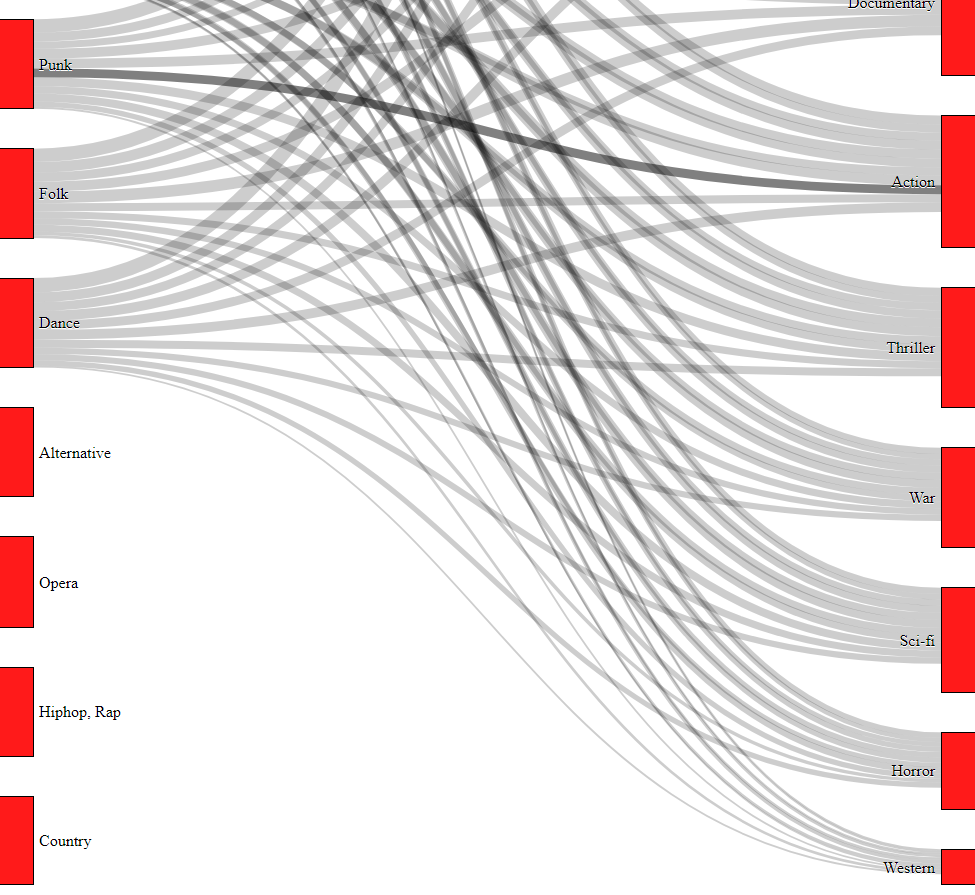 Documentary
Punk
Action
Folk
Dance
Thriller
Alternative
War
Opera
Sci-fi
Hiphop, Rap
Horror
Country
Western